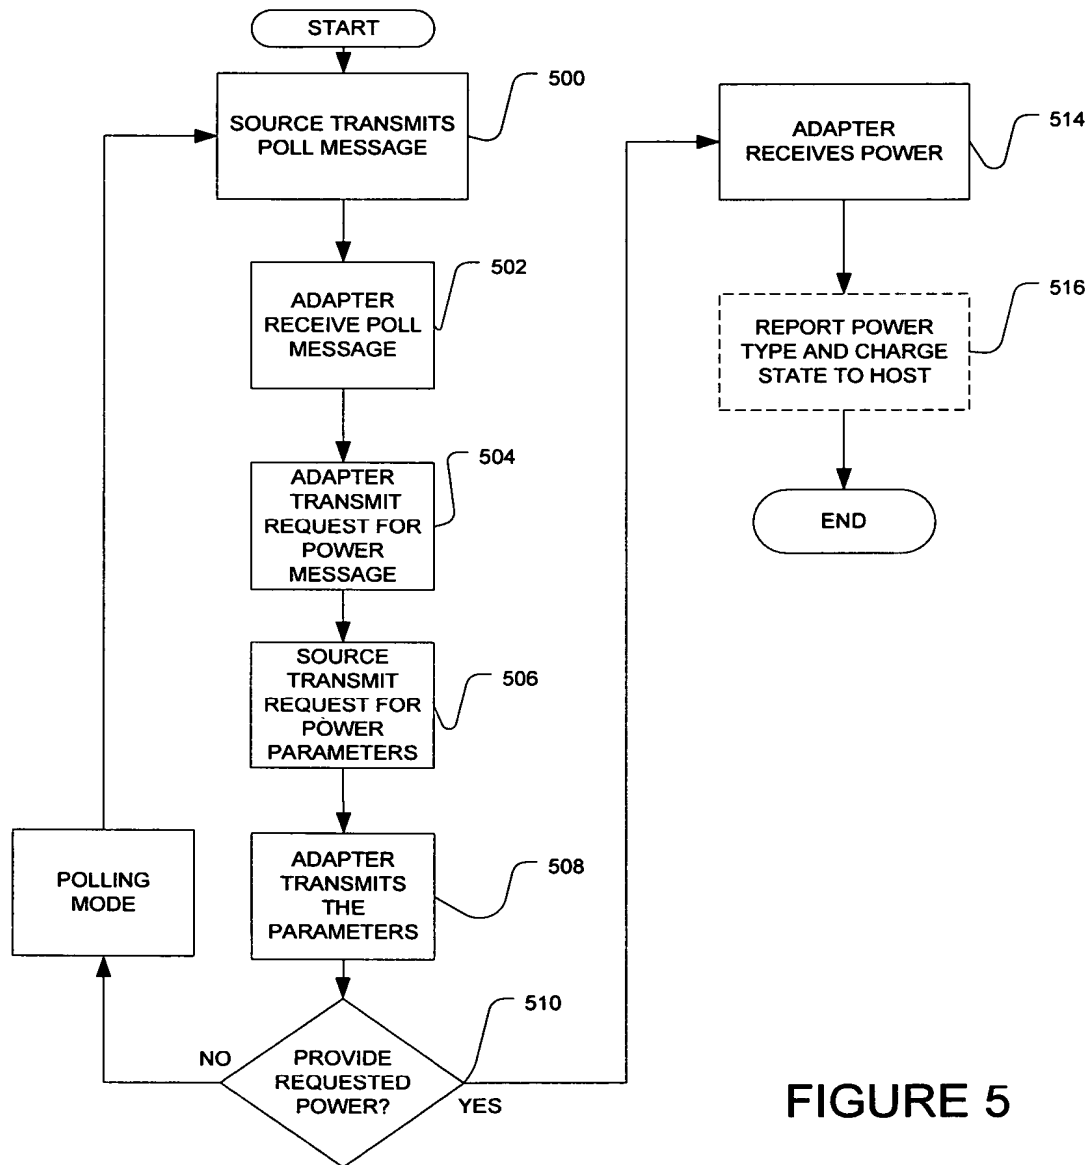 START
500
SOURCE TRANSMITS
POLL MESSAGE
502
ADAPTER
RECEIVE POLL
MESSAGE
504
ADAPTER
TRANSMIT
REQUEST FOR
POWER
MESSAGE
506
SOURCE
TRANSMIT
REQUEST FOR
POWER
PARAMETERS
508
ADAPTER
TRANSMITS
THE
PARAMETERS
POLLING
MODE
510
NO
PROVIDE
REQUESTED
POWER?
YES
514
ADAPTER
RECEIVES POWER
516
REPORT POWER
TYPE AND CHARGE
STATE TO HOST
END
FIGURE 5